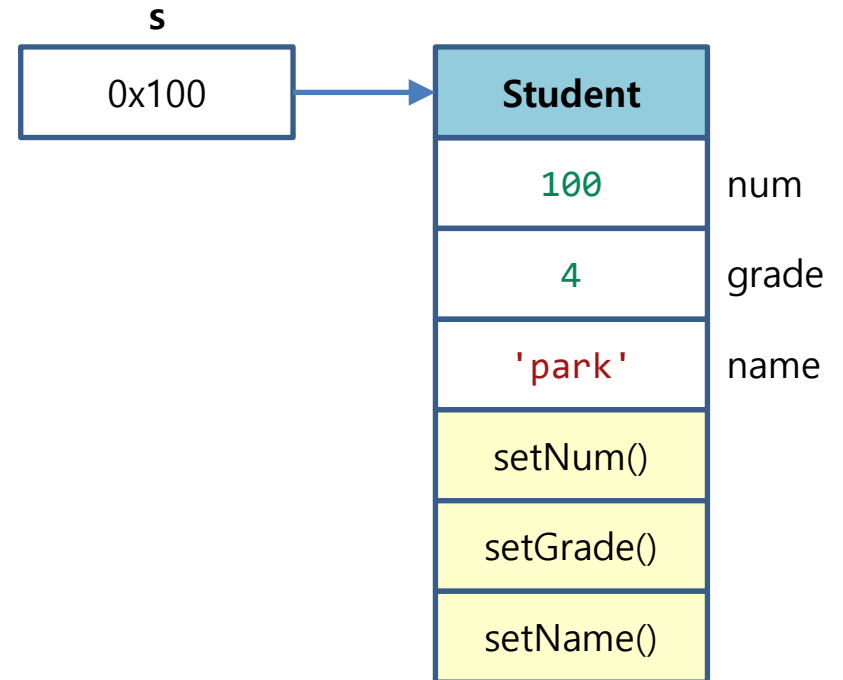 s
0x100
Student
100 num
4 grade
'park' name
setNum()
setGrade()
setName()